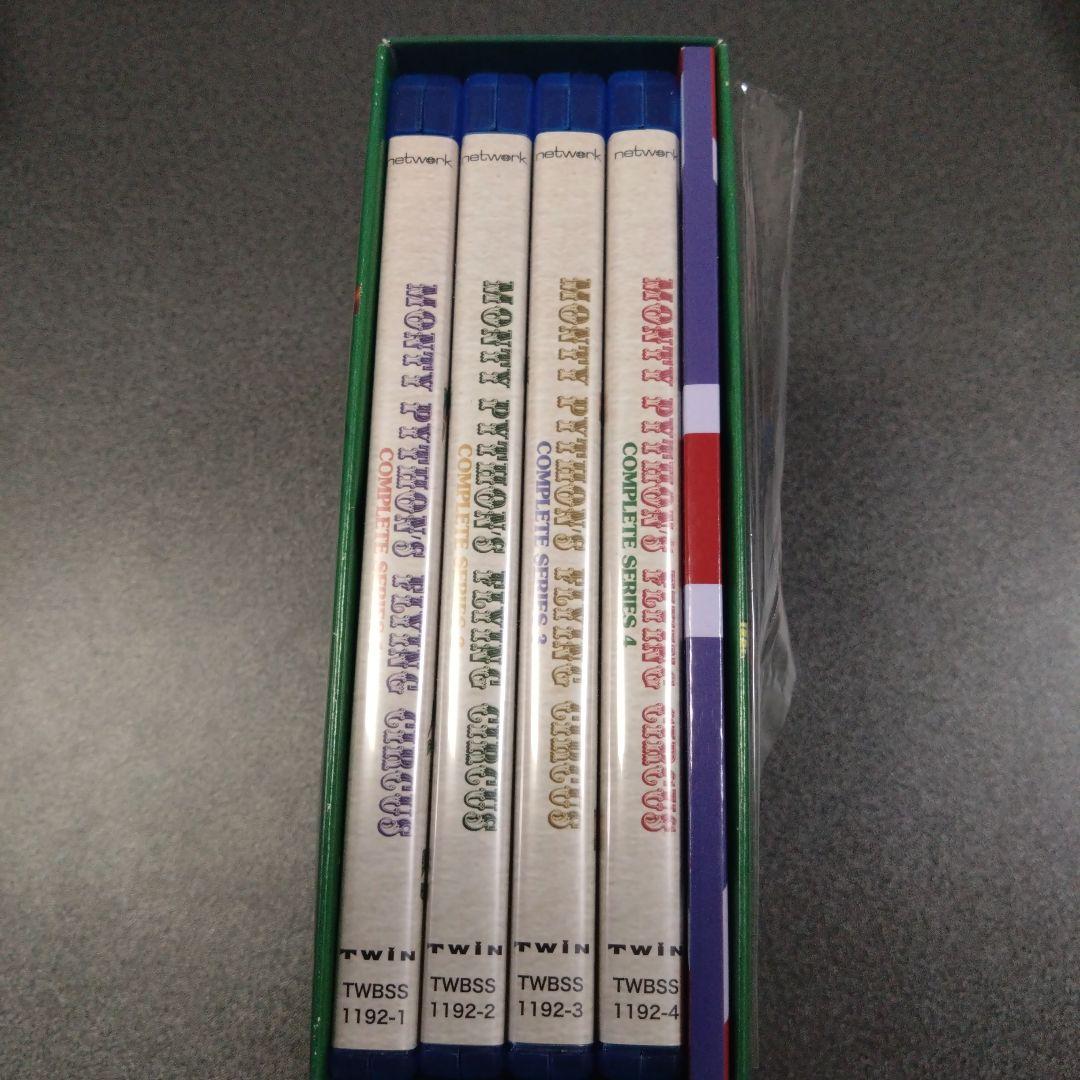 network
MONTY PYTHON'S FLYING CIRCUS
COMPLETE SERIES
TWIN
TWBSS
1192-1
network
MONTY PYTHON'S FLYING CIRCUS
COMPLETE SERIES 2
TWIN
TWBSS
1192-2
network
MONTY PYTHON'S FLYING CIRCUS
COMPLETE SERIES 3
TWIN
TWBSS
1192-3
network
MONTY PYTHON'S FLYING CIRCUS
COMPLETE SERIES 4
TWIN
TWBSS
1192-4